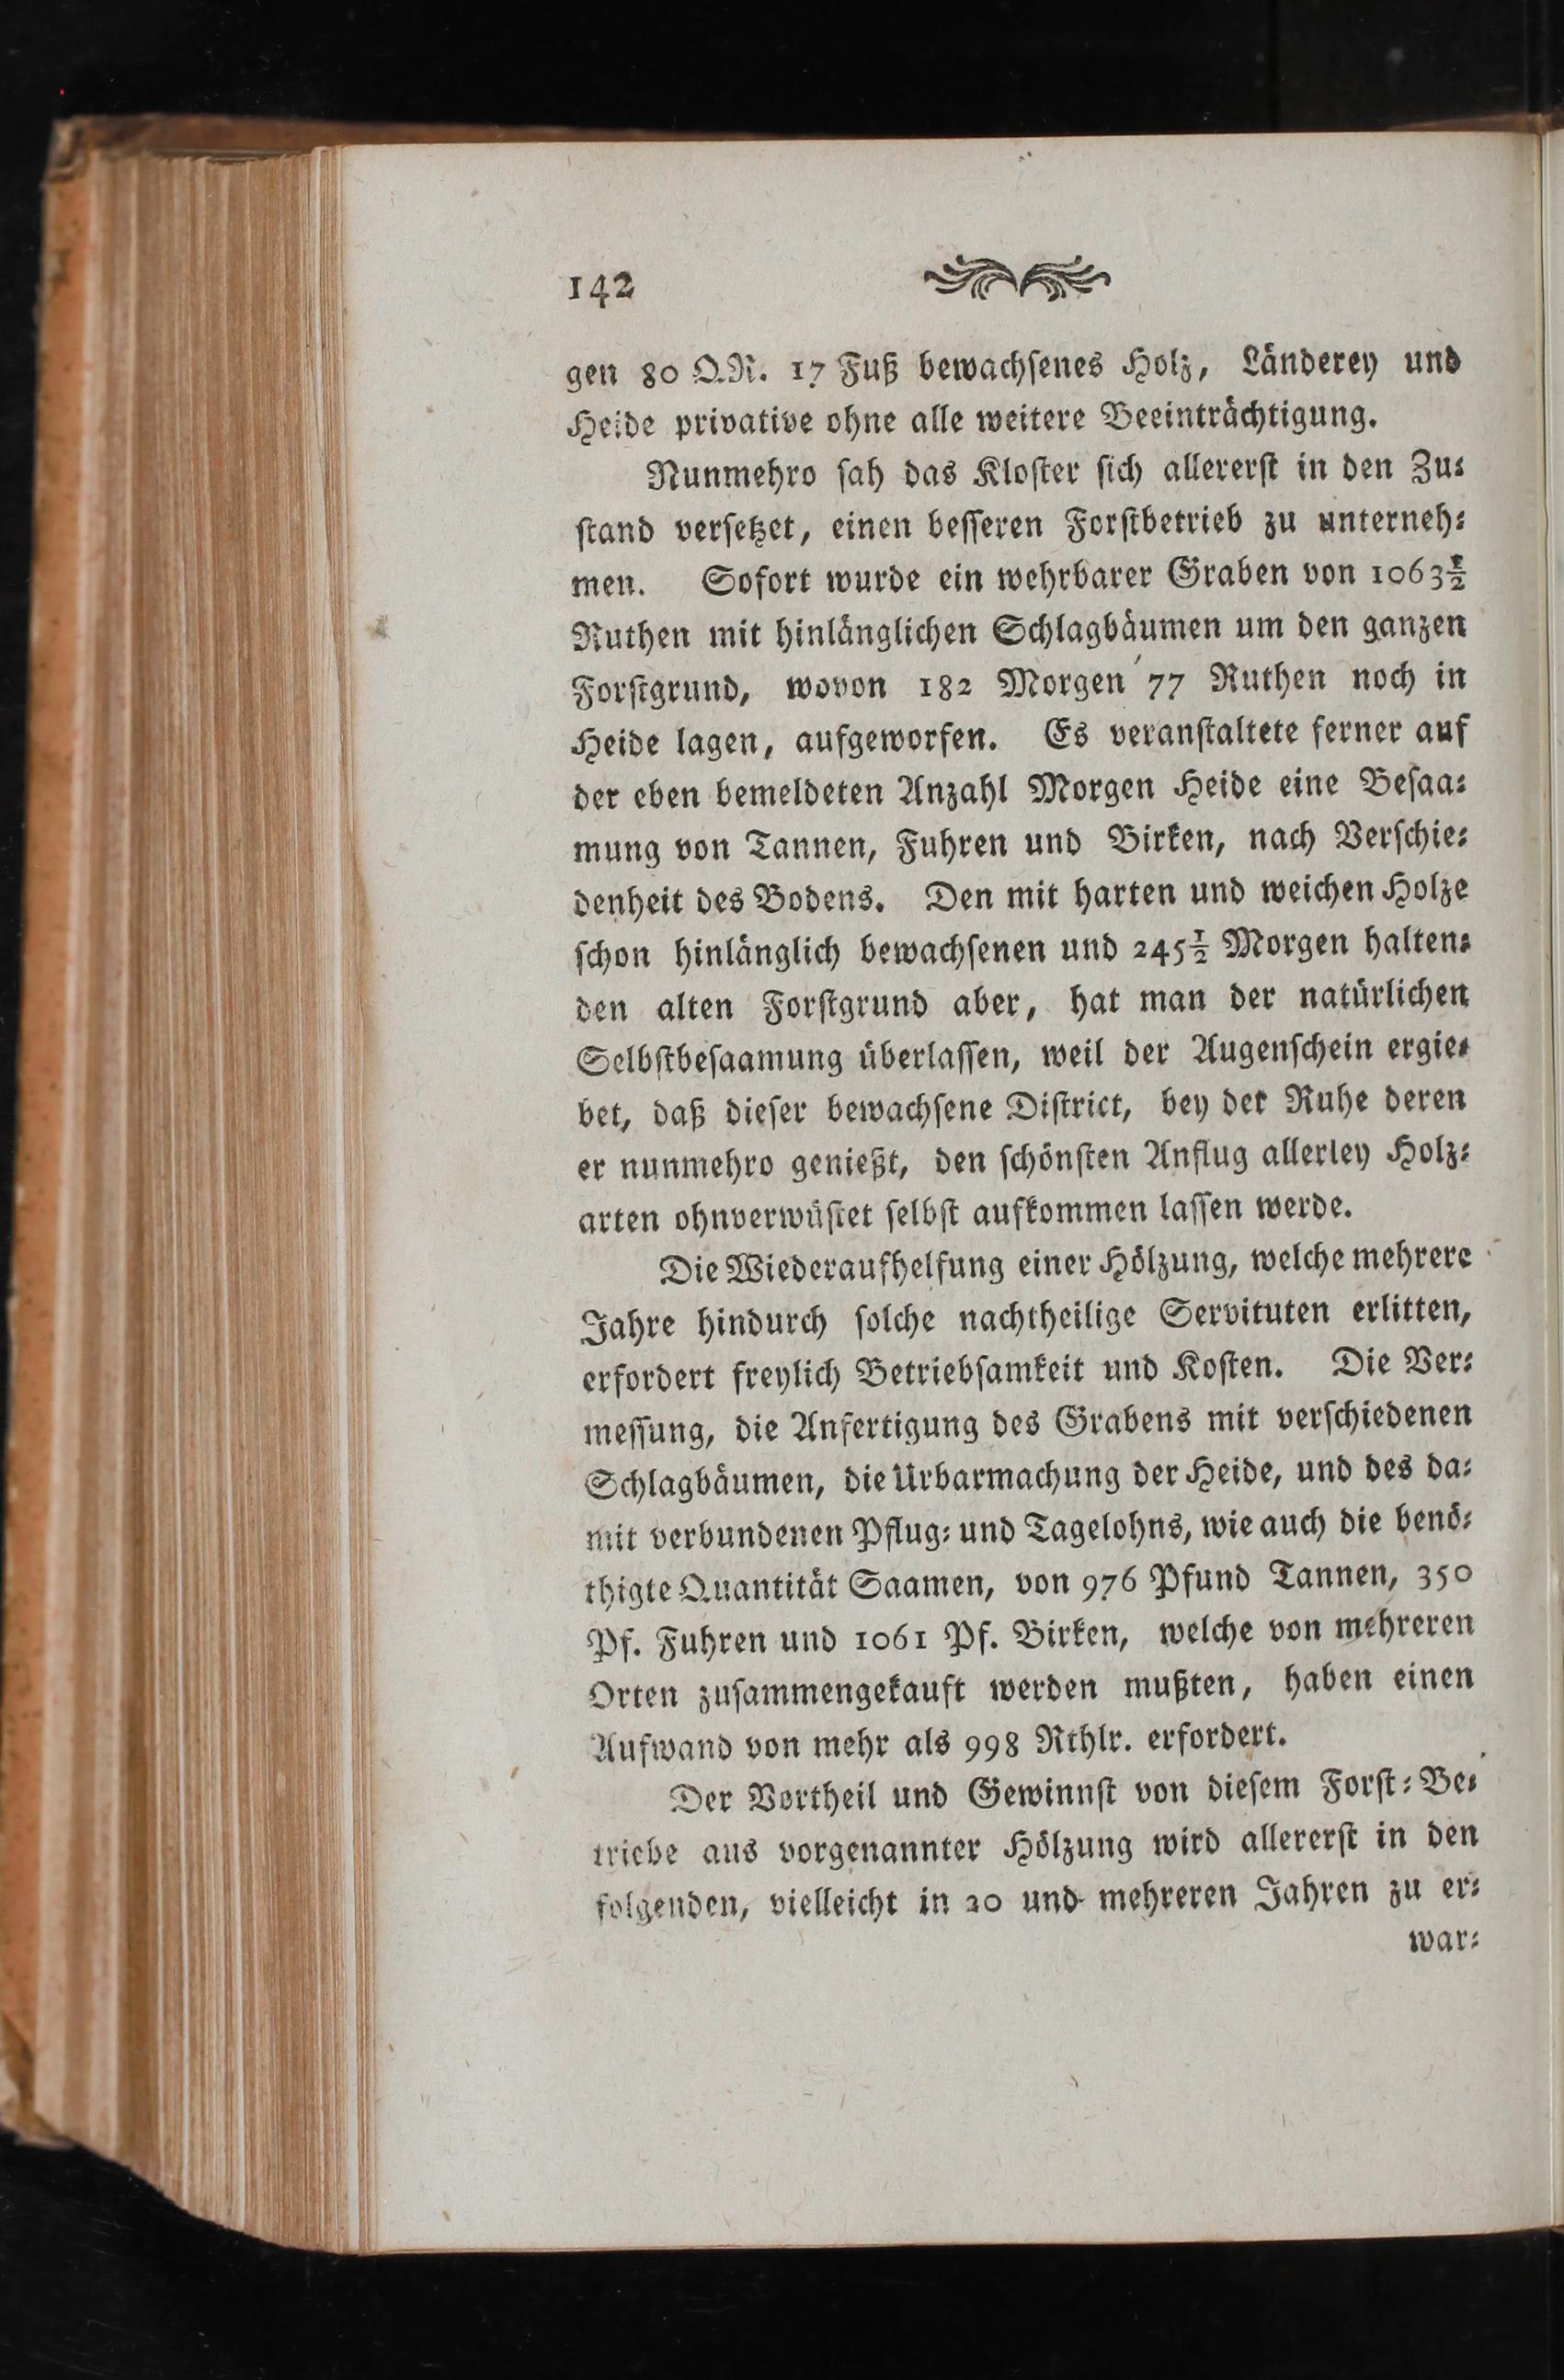 142
gen 80 Q.R. 17 Fuß bewachſenes Holz, Länderey und
Heide privative ohne alle weitere Beeinträchtigung.
Nunmehro ſah das Kloſter ſich allererſt in den Zu⸗
ſtand verſetzet, einen beſſeren Forſtbetrieb zu unterneh⸗
men. Sofort wurde ein wehrbarer Graben von 1063½
Ruthen mit hinlänglichen Schlagbäumen um den ganzen
Forſtgrund, wovon 182 Morgen 77 Ruthen noch in
Heide lagen, aufgeworfen. Es veranſtaltete ferner auf
der eben bemeldeten Anzahl Morgen Heide eine Beſaa⸗
mung von Tannen, Fuhren und Birken, nach Verſchie⸗
denheit des Bodens. Den mit harten und weichen Holze
ſchon hinlänglich bewachſenen und 245½ Morgen halten⸗
den alten Forſtgrund aber, hat man der natürlichen
Selbſtbeſaamung überlaſſen, weil der Augenſchein ergie⸗
bet, daß dieſer bewachſene Diſtrict, bey der Ruhe deren
er nunmehro genießt, den ſchönſten Anflug allerley Holz⸗
arten ohnverwüſtet ſelbſt aufkommen laſſen werde.
Die Wiederaufhelfung einer Hölzung, welche mehrere
Jahre hindurch ſolche nachtheilige Servituten erlitten,
erfordert freylich Betriebſamkeit und Koſten. Die Ver⸗
meſſung, die Anfertigung des Grabens mit verſchiedenen
Schlagbäumen, die Urbarmachung der Heide, und des da⸗
mit verbundenen Pflug⸗ und Tagelohns, wie auch die benö⸗
thigte Quantität Saamen, von 976 Pfund Tannen, 350
Pf. Fuhren und 1061 Pf. Birken, welche von mehreren
Orten zuſammengekauft werden mußten, haben einen
Aufwand von mehr als 998 Rthlr. erfordert.
Der Vortheil und Gewinnſt von dieſem Forſt⸗Be⸗
triebe aus vorgenannter Hölzung wird allererſt in den
folgenden, vielleicht in 20 und mehreren Jahren zu er⸗
war⸗